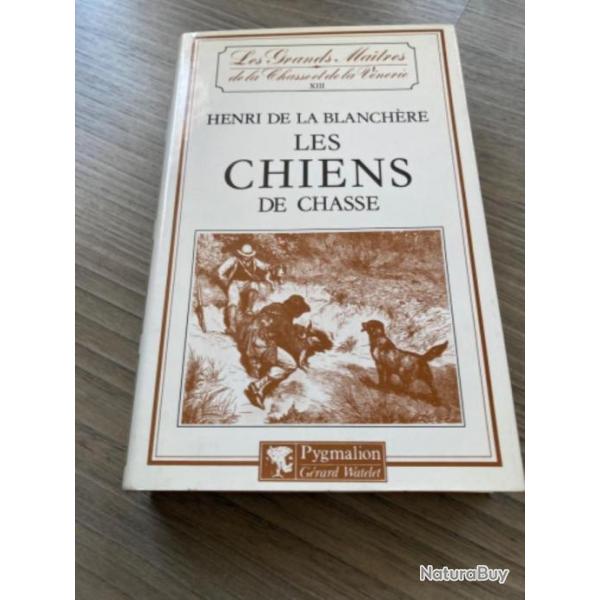 Les Grands Maîtres
de la Chasse et de la Vénerie
XIII
HENRI DE LA BLANCHÈRE
LES
CHIENS
DE CHASSE
Pygmalion
Gérard Watelet
NaturaBuy